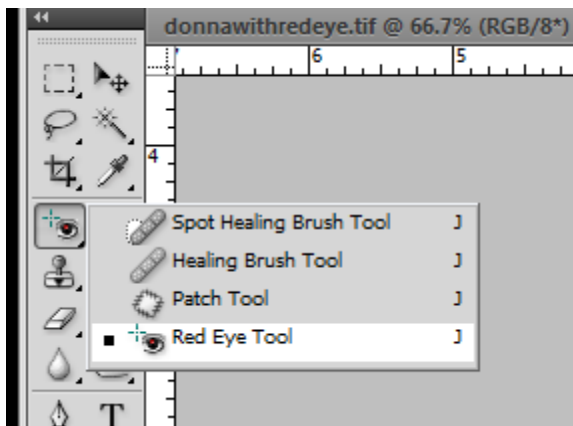 donnawithredeye.tif @ 66.7% (RGB/8*)
6 5
4
Spot Healing Brush Tool J
Healing Brush Tool J
Patch Tool J
Red Eye Tool J
T